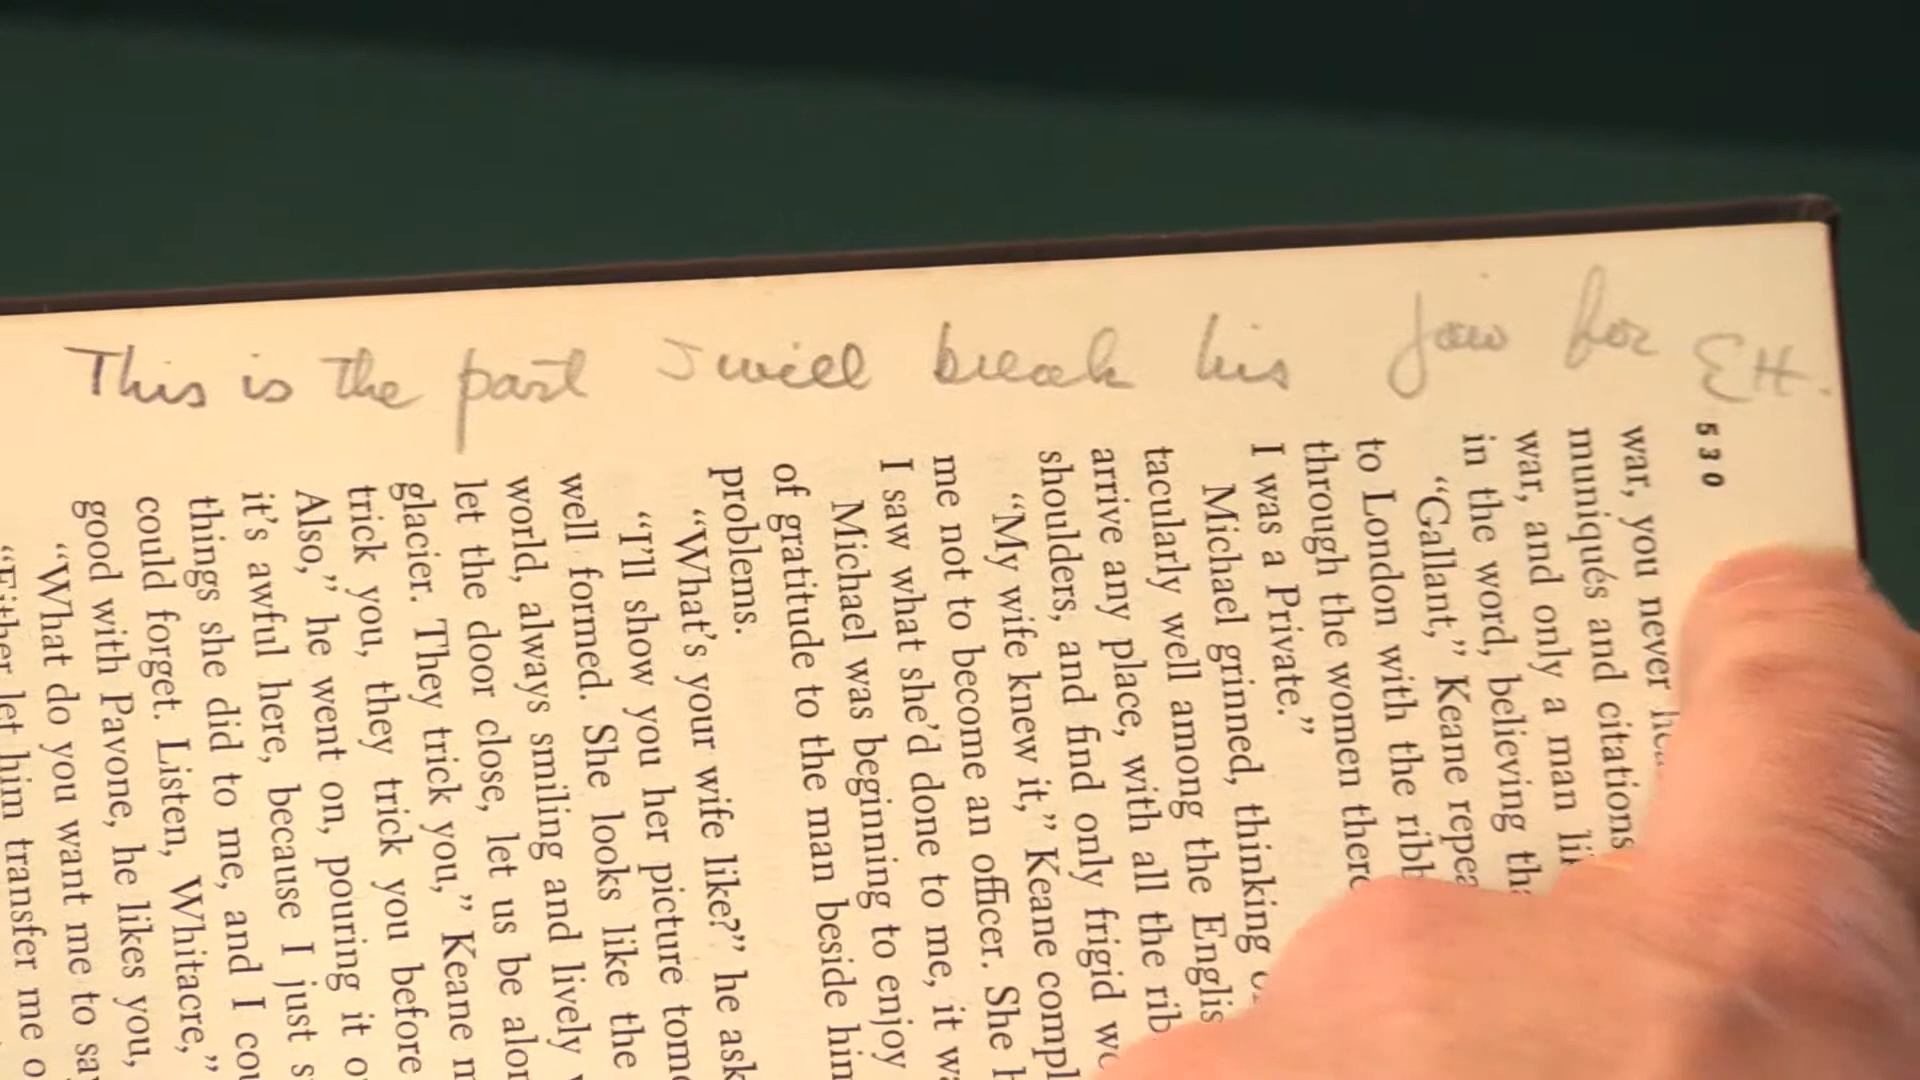 This is the part I will break his jaw for EH.
530
war, you never
muniqués and citations
war, and only a man
in the word, believing
"Gallant," Keane
to London with the
through the women
I was a Private."
Michael grinned, thinking
tacularly well among the
arrive any place, with all the
shoulders, and find only frigid
"My wife knew it," Keane
me not to become an officer. She
I saw what she'd done to me, it
Michael was beginning to enjoy
of gratitude to the man beside
problems.
"What's your wife like?" he
"I'll show you her picture
well formed. She looks like the
world, always smiling and lively
let the door close, let us be
glacier. They trick you," Keane
trick you, they trick you before
Also," he went on, pouring it
it's awful here, because I just
things she did to me, and I
could forget. Listen, Whitacre,"
good with Pavone, he likes you,
"What do you want me to
"Either let him transfer me